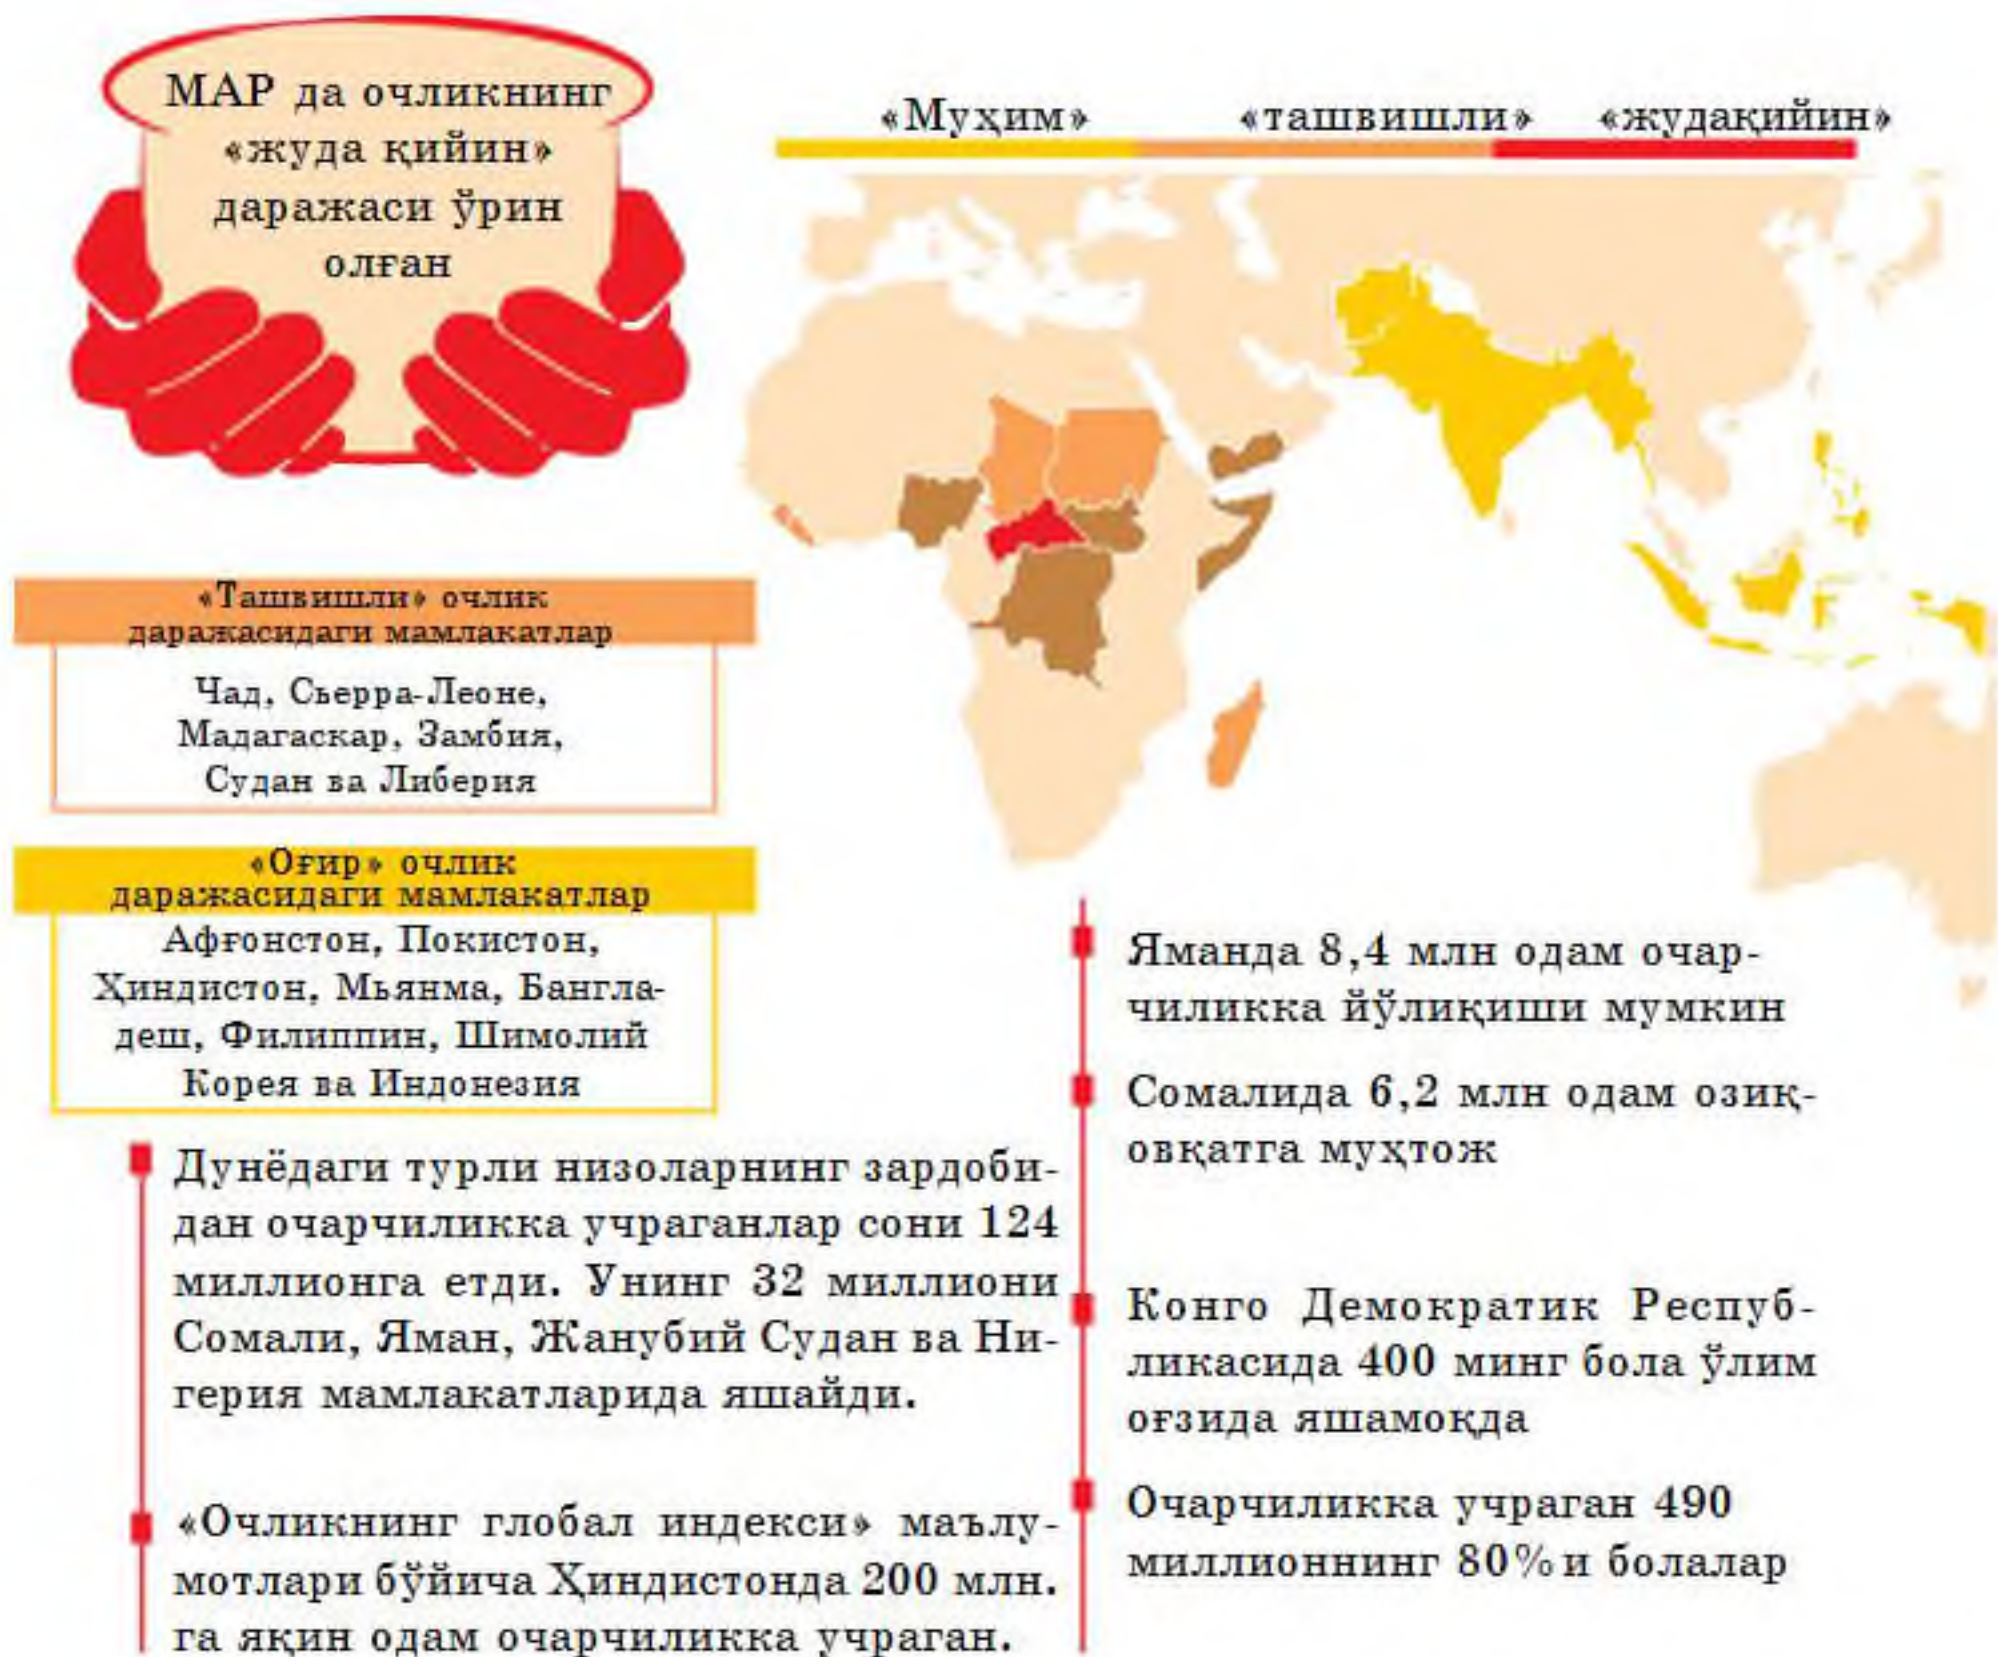 МАР да очликнинг
«жуда қийин»
даражаси ўрин
олған
«Муҳим» «ташвишли» «жудақийин»
«Ташвишли» очлик
даражасидаги мамлакатлар
Чад, Сьерра-Леоне,
Мадагаскар, Замбия,
Судан ва Либерия
«Оғир» очлик
даражасидаги мамлакатлар
Афғонстон, Покистон,
Ҳиндистон, Мьянма, Бангла-
деш, Филиппин, Шимолий
Корея ва Индонезия
Дунёдаги турли низоларнинг зардоби-
дан очарчиликка учраганлар сони 124
миллионга етди. Унинг 32 миллиони
Сомали, Яман, Жанубий Судан ва Ни-
герия мамлакатларида яшайди.
«Очликнинг глобал индекси» маълу-
мотлари бўйича Ҳиндистонда 200 млн.
га яқин одам очарчиликка учраган.
Яманда 8,4 млн одам очар-
чиликка йўлиқиши мумкин
Сомалида 6,2 млн одам озиқ-
овқатга муҳтож
Конго Демократик Респуб-
ликасида 400 минг бола ўлим
оғзида яшамоқда
Очарчиликка учраган 490
миллионнинг 80%и болалар